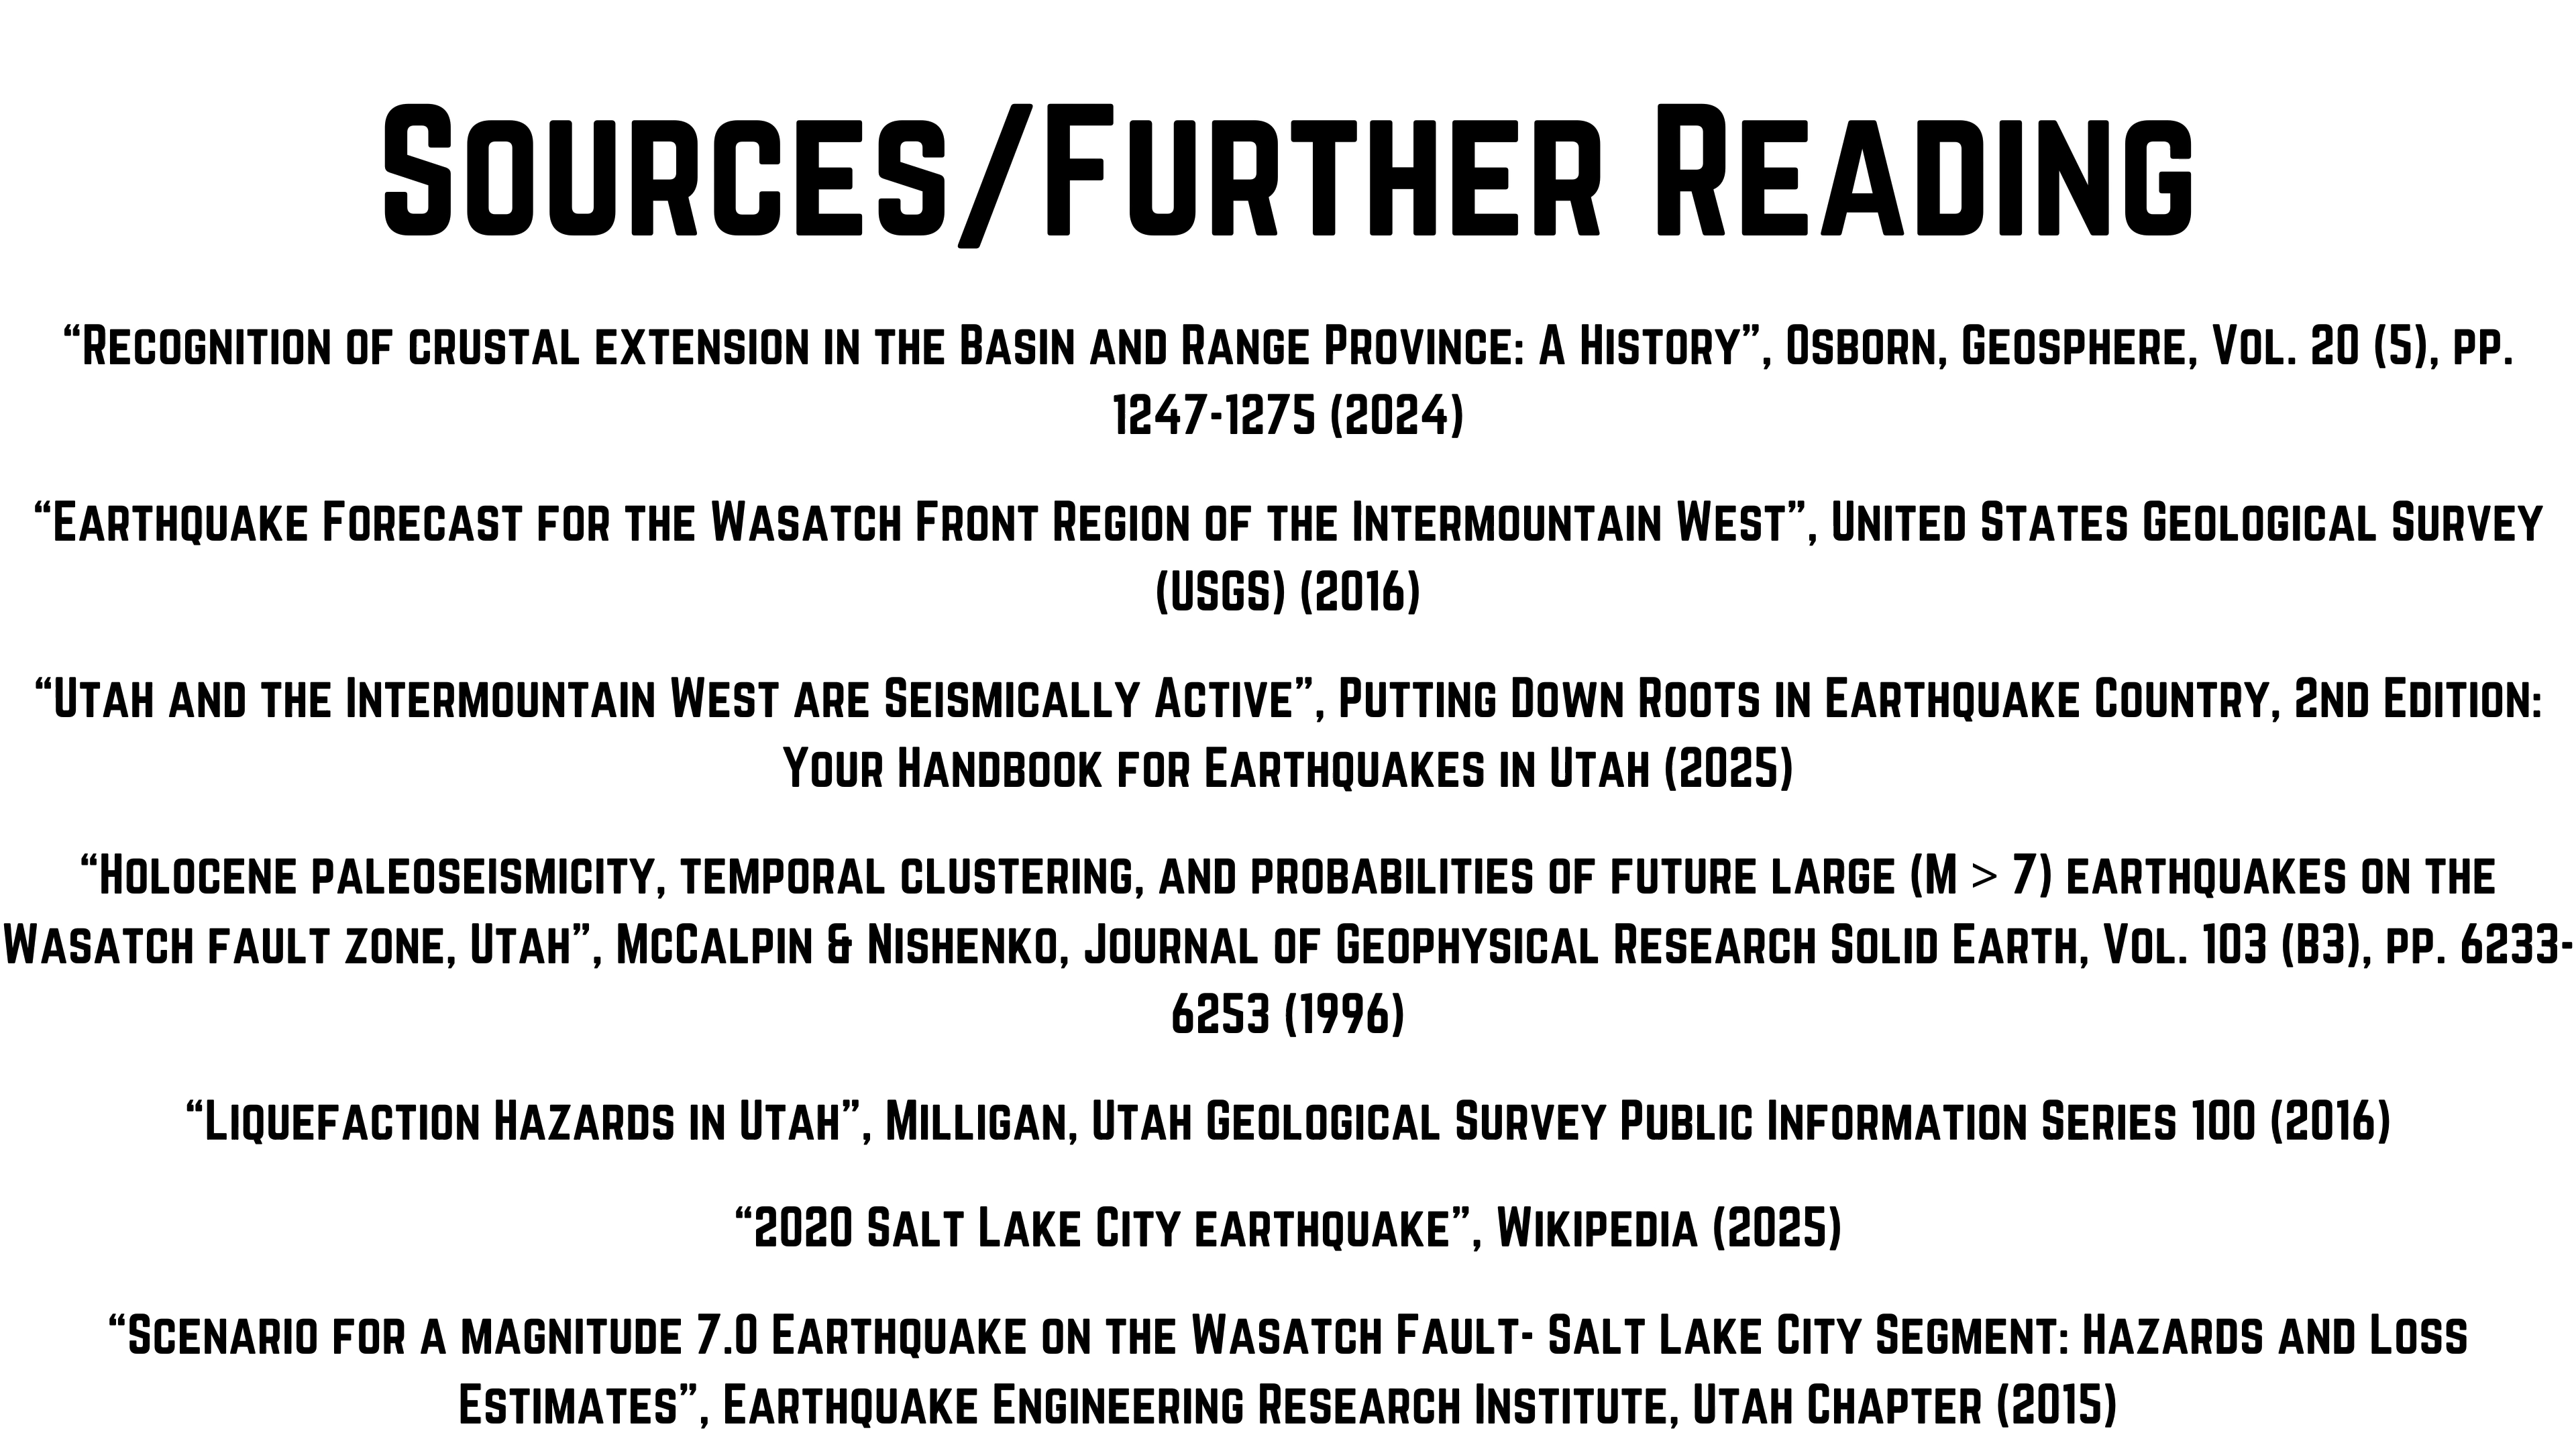 Sources/Further Reading
“Recognition of crustal extension in the Basin and Range Province: A History”, Osborn, Geosphere, Vol. 20 (5), pp.
1247-1275 (2024)
“Earthquake Forecast for the Wasatch Front Region of the Intermountain West”, United States Geological Survey
(USGS) (2016)
“Utah and the Intermountain West are Seismically Active”, Putting Down Roots in Earthquake Country, 2nd Edition:
Your Handbook for Earthquakes in Utah (2025)
“Holocene paleoseismicity, temporal clustering, and probabilities of future large (M > 7) earthquakes on the
Wasatch fault zone, Utah”, McCalpin & Nishenko, Journal of Geophysical Research Solid Earth, Vol. 103 (B3), pp. 6233-
6253 (1996)
“Liquefaction Hazards in Utah”, Milligan, Utah Geological Survey Public Information Series 100 (2016)
“2020 Salt Lake City earthquake”, Wikipedia (2025)
“Scenario for a magnitude 7.0 Earthquake on the Wasatch Fault- Salt Lake City Segment: Hazards and Loss
Estimates”, Earthquake Engineering Research Institute, Utah Chapter (2015)